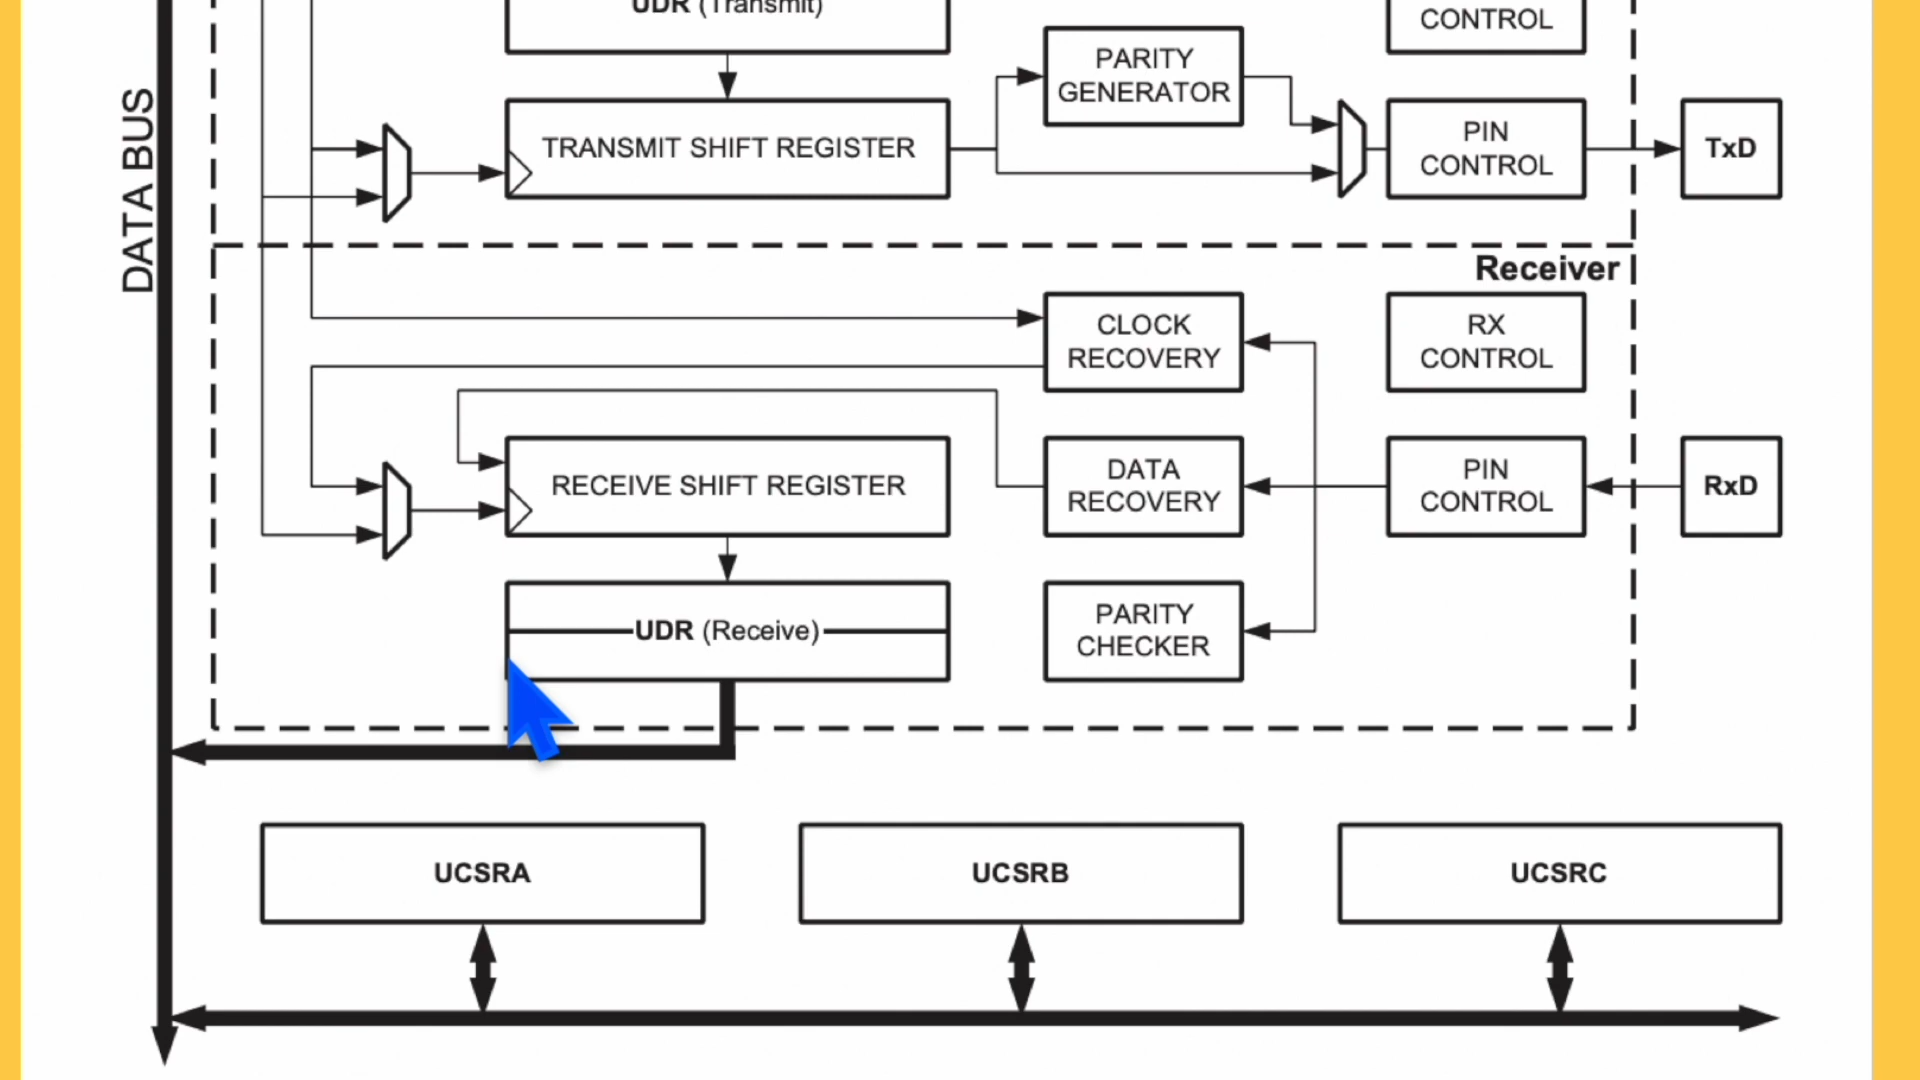 UDR (Transmit)
CONTROL
PARITY
GENERATOR
TRANSMIT SHIFT REGISTER
PIN
CONTROL
TxD
DATA BUS
Receiver
CLOCK
RECOVERY
RX
CONTROL
RECEIVE SHIFT REGISTER
DATA
RECOVERY
PIN
CONTROL
RxD
UDR (Receive)
PARITY
CHECKER
UCSRA
UCSRB
UCSRC